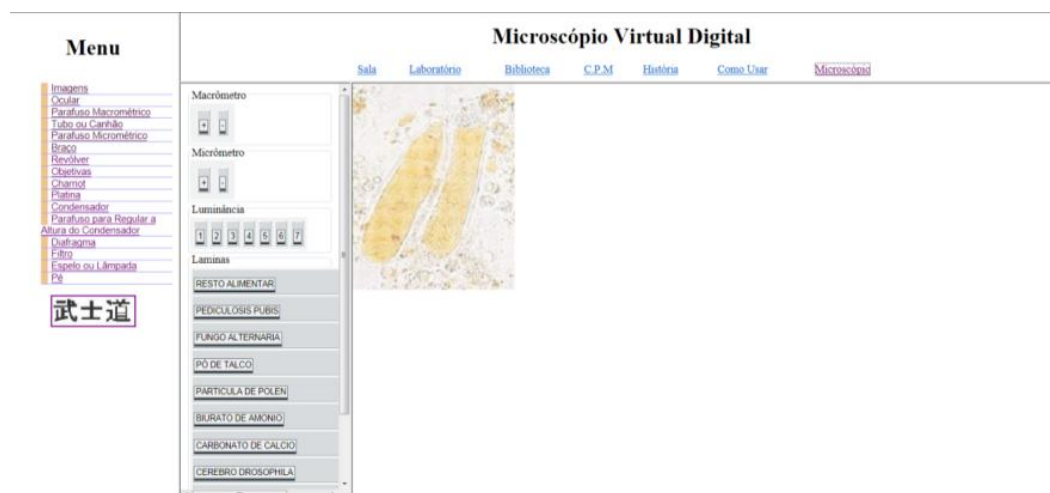 Menu
Imagens
Ocular
Parafuso Macrométrico
Tubo ou Canhão
Parafuso Micrométrico
Braço
Revólver
Objetivas
Charriot
Platina
Condensador
Parafuso para Regular a
Altura do Condensador
Diafragma
Filtro
Espelo ou Lâmpada
Pé
武士道
Microscópio Virtual Digital
Sala Laboratório Biblioteca C.P.M História Como Usar Microscópio
Macrômetro
+ -
Micrômetro
+ -
Luminância
1 2 3 4 5 6 7
Laminas
RESTO ALIMENTAR
PEDICULOSIS PUBIS
FUNGO ALTERNARIA
PÓ DE TALCO
PARTICULA DE POLEN
BIURATO DE AMONIO
CARBONATO DE CALCIO
CEREBRO DROSOPHILA